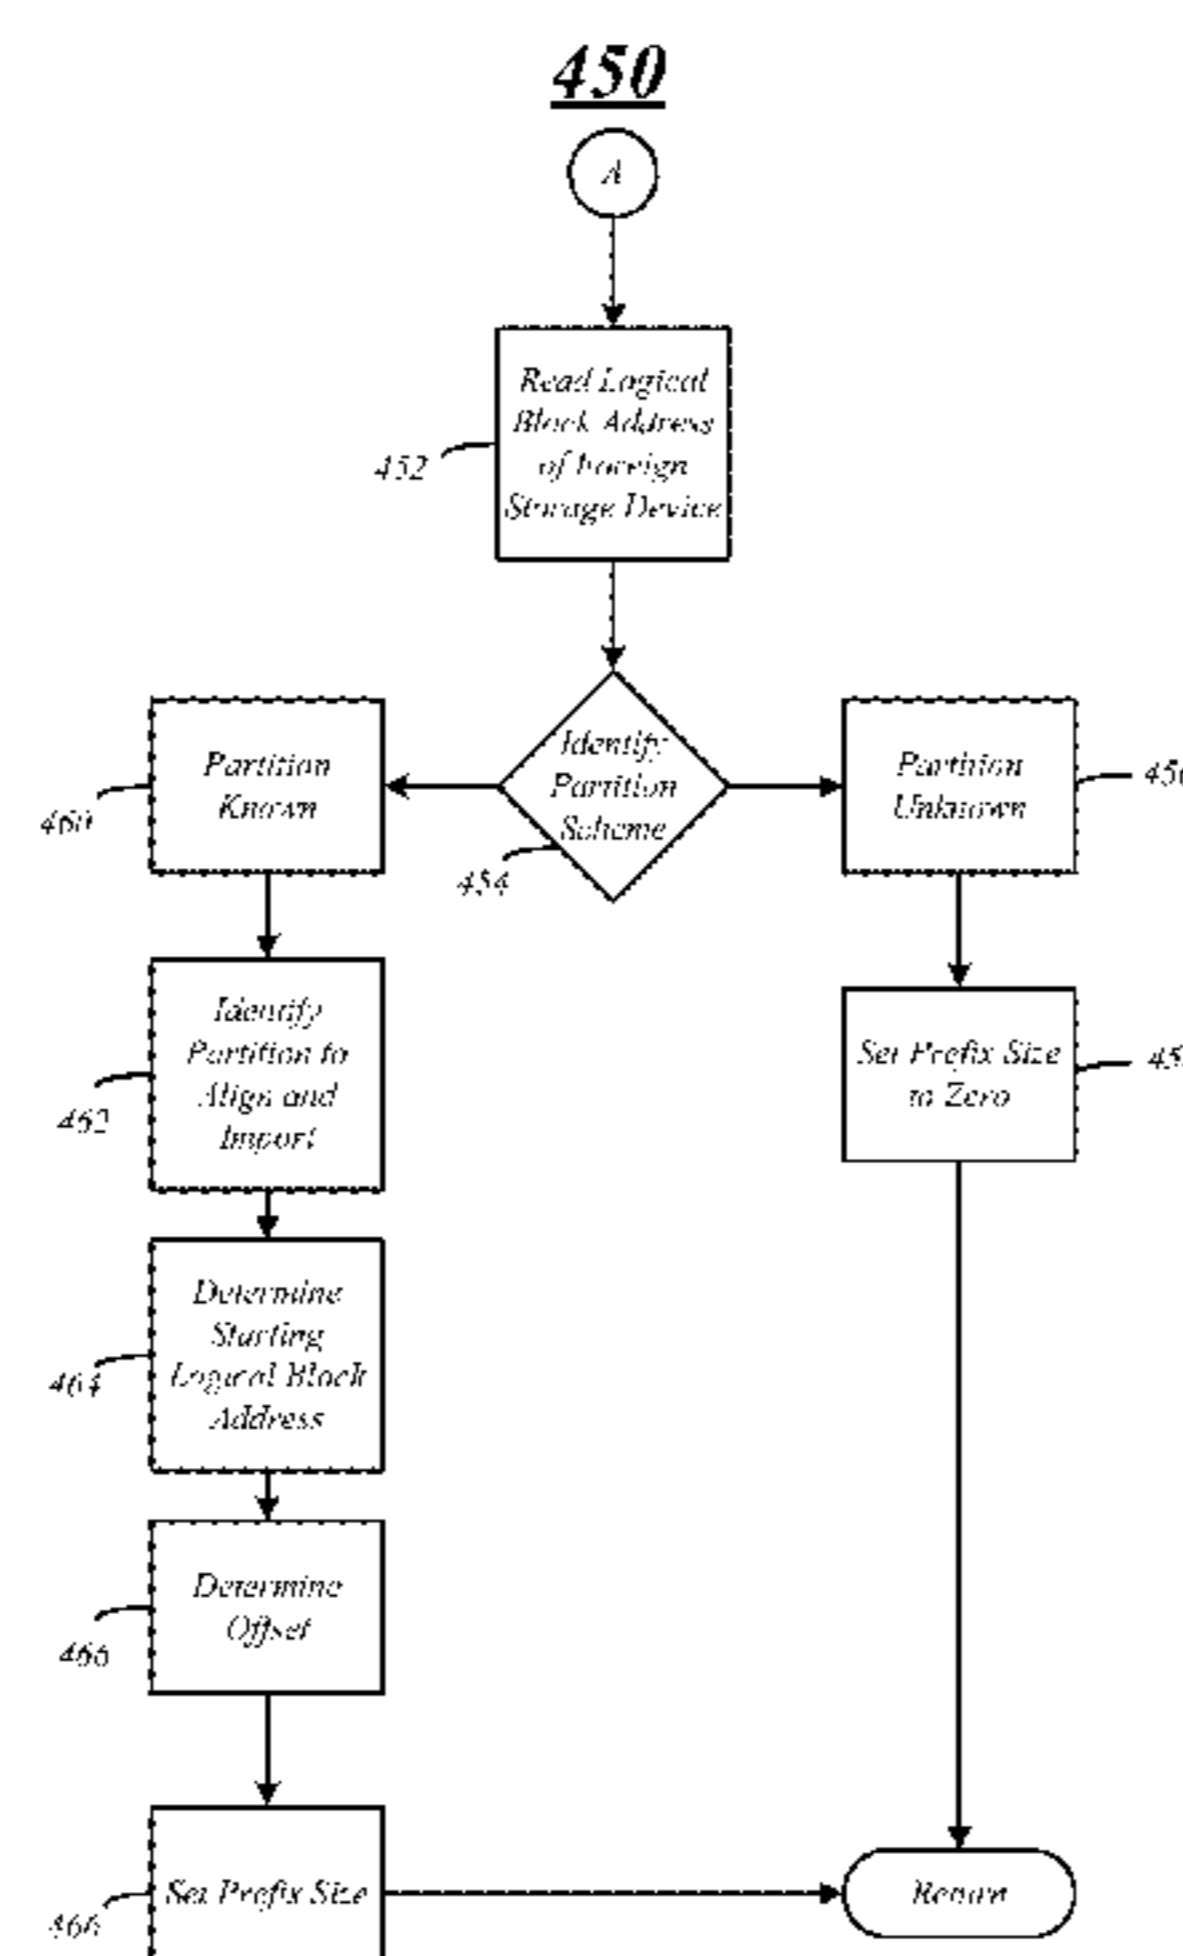 450
A
Read Logical
Block Address
of Foreign
Storage Device
452
Identify
Partition
Scheme
454
Partition
Known
460
Partition
Unknown
Identify
Partition to
Align and
Import
462
Set Prefix Size
to Zero
Determine
Starting
Logical Block
Address
464
Determine
Offset
466
Set Prefix Size
466
Return